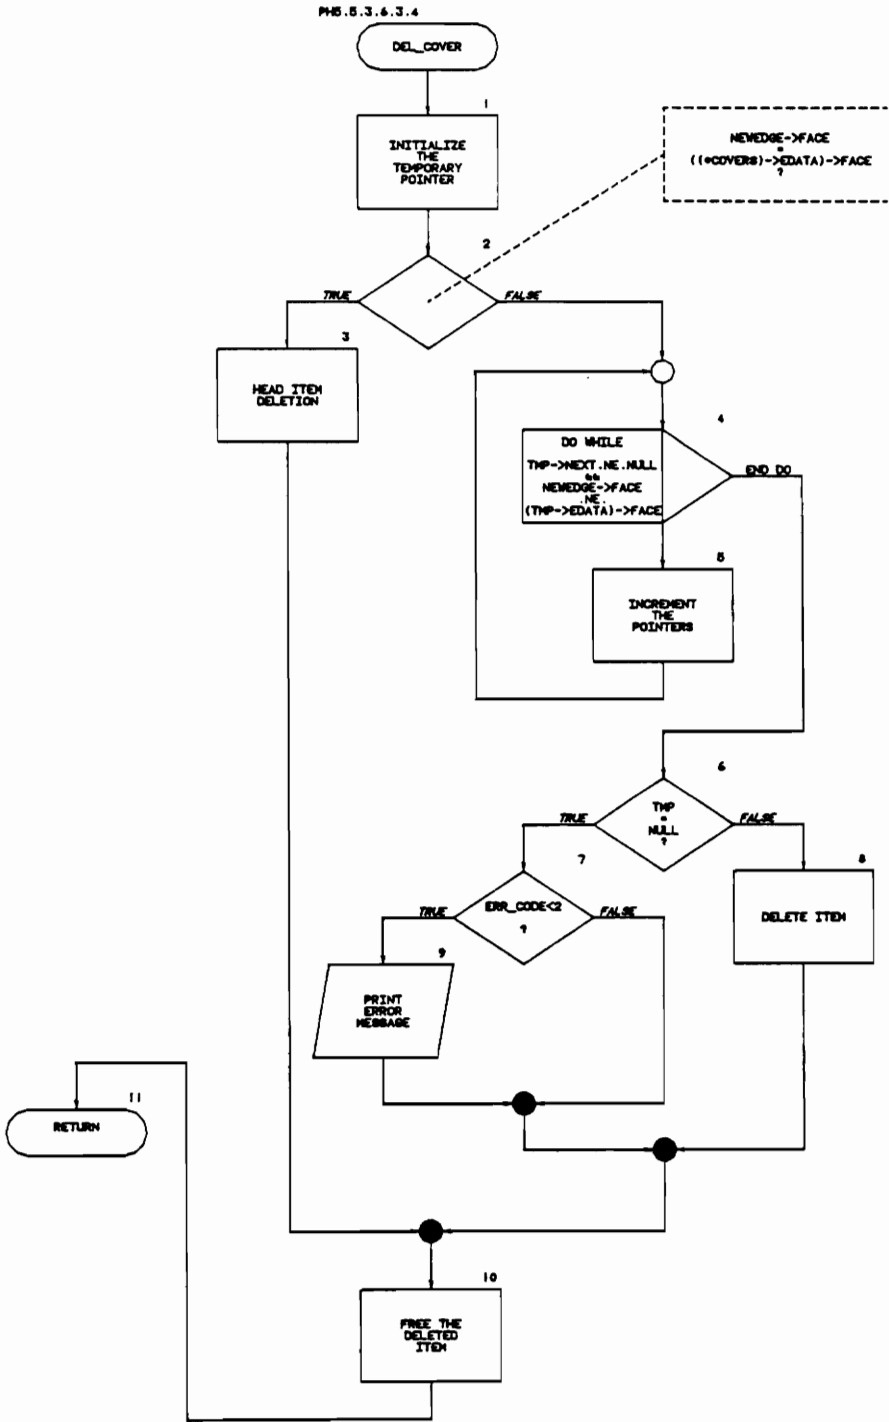 PH5.5.3.6.3.4
DEL_COVER
1
INITIALIZE
THE
TEMPORARY
POINTER
NEWEDGE->FACE
=
((*COVERS)->EDATA)->FACE
?
2
TRUE
FALSE
3
HEAD ITEM
DELETION
4
DO WHILE
TMP->NEXT.NE.NULL
&&
NEWEDGE->FACE
.NE.
(TMP->EDATA)->FACE
END DO
5
INCREMENT
THE
POINTERS
6
TMP
=
NULL
?
TRUE
FALSE
7
8
ERR_CODE<2
?
TRUE
FALSE
DELETE ITEM
9
PRINT
ERROR
MESSAGE
11
RETURN
10
FREE THE
DELETED
ITEM